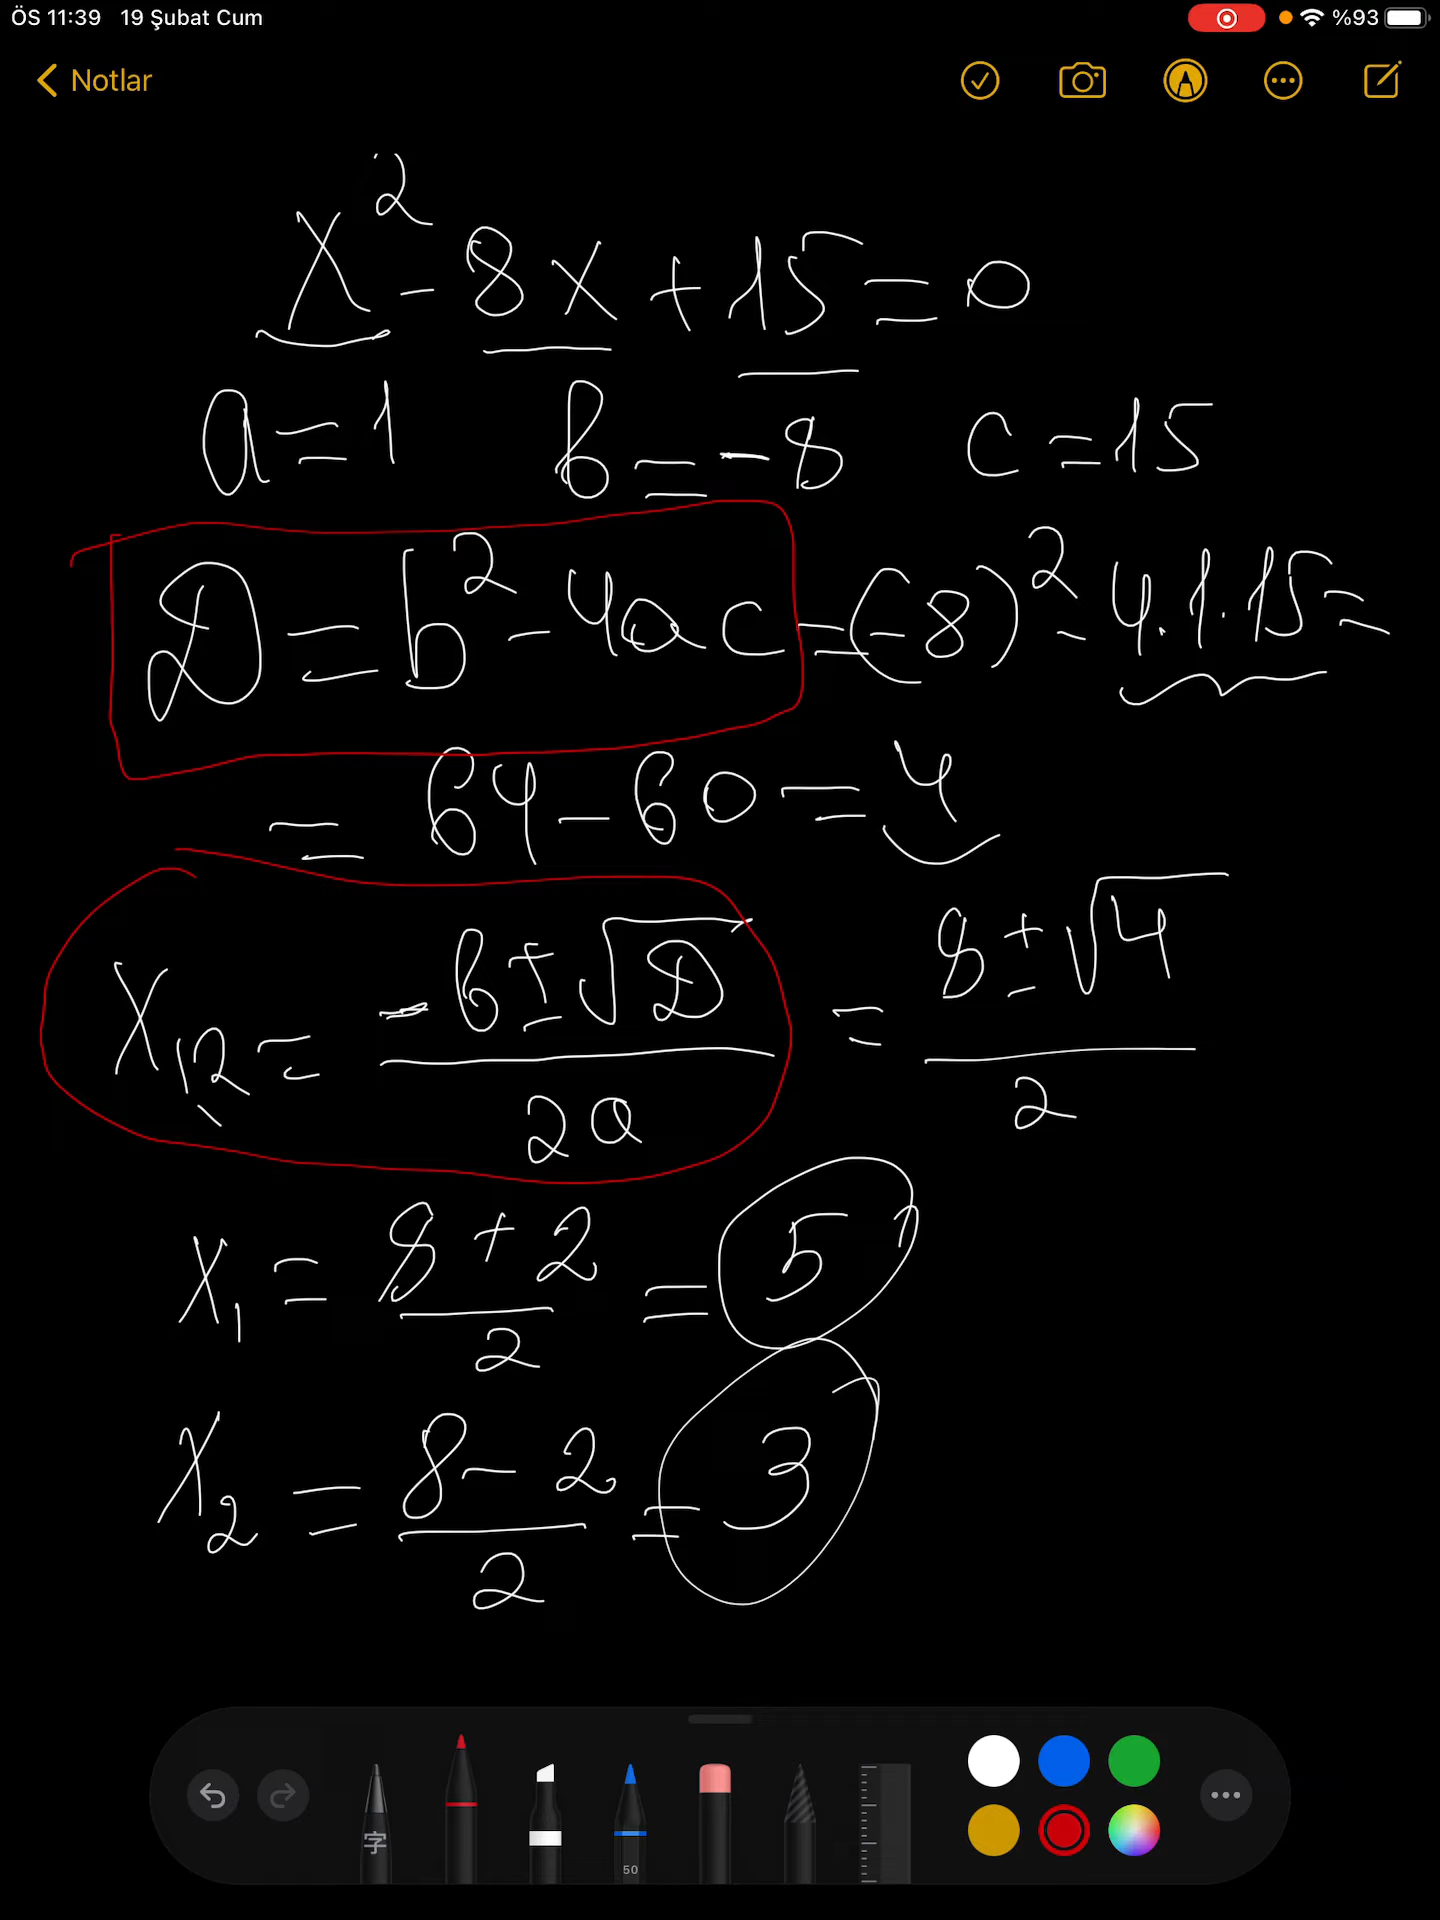 ÖS 11:39 19 Şubat Cum %93
Notlar
x² - 8x + 15 = 0
a = 1 b = -8 c = 15
D = b² - 4ac = (-8)² - 4.1.15 =
= 64 - 60 = 4
x₁,₂ = (-b ± √D) / 2a = (8 ± √4) / 2
x₁ = (8 + 2) / 2 = 5
x₂ = (8 - 2) / 2 = 3
字 50